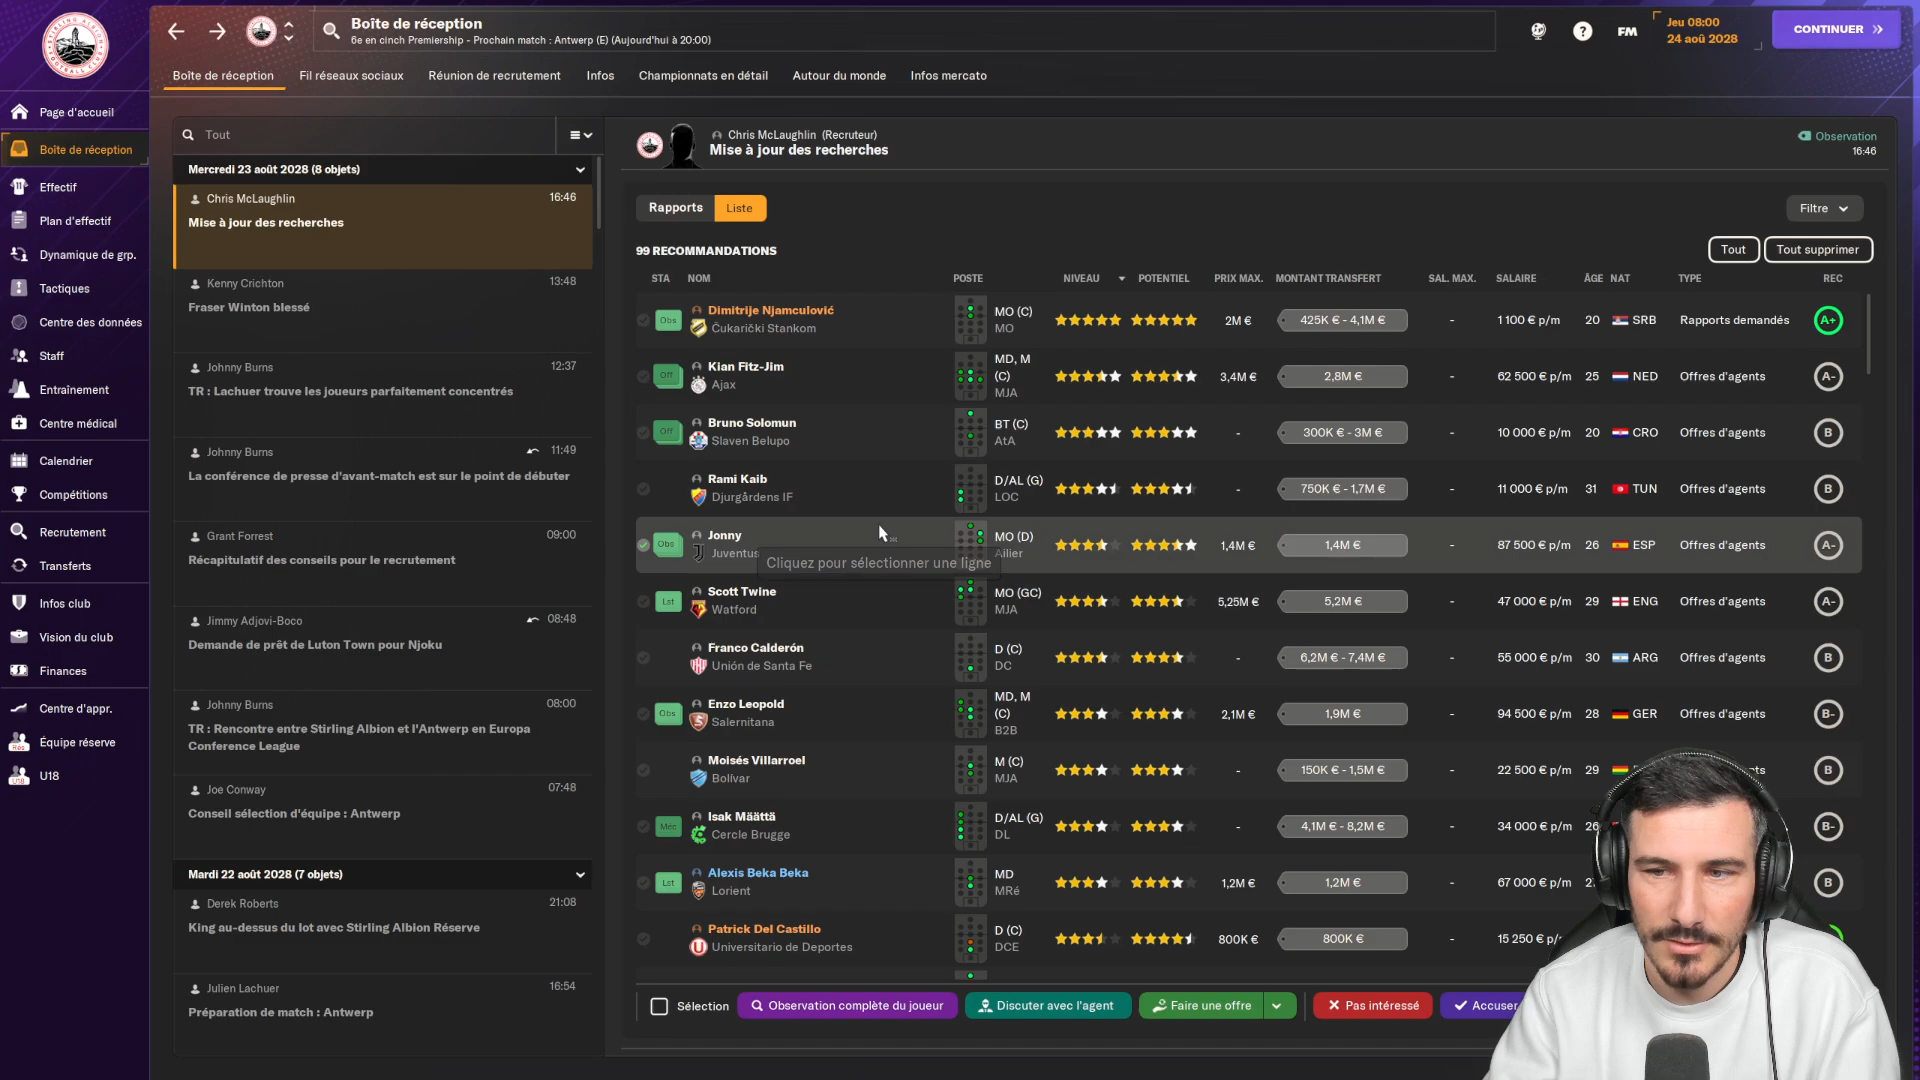 Boîte de réception
6e en cinch Premiership - Prochain match : Antwerp (E) (Aujourd'hui à 20:00)
FM
Jeu 08:00
24 aoû 2028
CONTINUER
Boîte de réception
Fil réseaux sociaux
Réunion de recrutement
Infos
Championnats en détail
Autour du monde
Infos mercato
Page d'accueil
Boîte de réception
Effectif
Plan d'effectif
Dynamique de grp.
Tactiques
Centre des données
Staff
Entraînement
Centre médical
Calendrier
Compétitions
Recrutement
Transferts
Infos club
Vision du club
Finances
Centre d'appr.
Équipe réserve
U18
Tout
Mercredi 23 août 2028 (8 objets)
Chris McLaughlin 16:46
Mise à jour des recherches
Kenny Crichton 13:48
Fraser Winton blessé
Johnny Burns 12:37
TR : Lachuer trouve les joueurs parfaitement concentrés
Johnny Burns 11:49
La conférence de presse d'avant-match est sur le point de débuter
Grant Forrest 09:00
Récapitulatif des conseils pour le recrutement
Jimmy Adjovi-Boco 08:48
Demande de prêt de Luton Town pour Njoku
Johnny Burns 08:00
TR : Rencontre entre Stirling Albion et l'Antwerp en Europa
Conference League
Joe Conway 07:48
Conseil sélection d'équipe : Antwerp
Mardi 22 août 2028 (7 objets)
Derek Roberts 21:08
King au-dessus du lot avec Stirling Albion Réserve
Julien Lachuer 16:54
Préparation de match : Antwerp
Chris McLaughlin (Recruteur)
Mise à jour des recherches
Observation
16:46
Rapports Liste
Filtre
99 RECOMMANDATIONS
Tout Tout supprimer
STA NOM POSTE NIVEAU POTENTIEL PRIX MAX. MONTANT TRANSFERT SAL. MAX. SALAIRE ÂGE NAT TYPE REC
Obs Dimitrije Njamculović MO (C) 2M € 425K € - 4,1M € - 1 100 € p/m 20 SRB Rapports demandés A+
Čukarički Stankom MO
Off Kian Fitz-Jim MD, M (C) 3,4M € 2,8M € - 62 500 € p/m 25 NED Offres d'agents A-
Ajax MJA
Off Bruno Solomun BT (C) - 300K € - 3M € - 10 000 € p/m 20 CRO Offres d'agents B
Slaven Belupo AtA
Rami Kaib D/AL (G) - 750K € - 1,7M € - 11 000 € p/m 31 TUN Offres d'agents B
Djurgårdens IF LOC
Obs Jonny MO (D) 1,4M € 1,4M € - 87 500 € p/m 26 ESP Offres d'agents A-
Juventus Ailier
Cliquez pour sélectionner une ligne
Lst Scott Twine MO (GC) 5,25M € 5,2M € - 47 000 € p/m 29 ENG Offres d'agents A-
Watford MJA
Franco Calderón D (C) - 6,2M € - 7,4M € - 55 000 € p/m 30 ARG Offres d'agents B
Unión de Santa Fe DC
Obs Enzo Leopold MD, M (C) 2,1M € 1,9M € - 94 500 € p/m 28 GER Offres d'agents B-
Salernitana B2B
Moisés Villarroel M (C) - 150K € - 1,5M € - 22 500 € p/m 29 B
Bolívar MJA
Méc Isak Määttä D/AL (G) - 4,1M € - 8,2M € - 34 000 € p/m 26 B-
Cercle Brugge DL
Lst Alexis Beka Beka MD 1,2M € 1,2M € - 67 000 € p/m B
Lorient MRé
Patrick Del Castillo D (C) 800K € 800K € - 15 250 € p/
Universitario de Deportes DCE
Sélection
Observation complète du joueur
Discuter avec l'agent
Faire une offre
Pas intéressé
Accuser